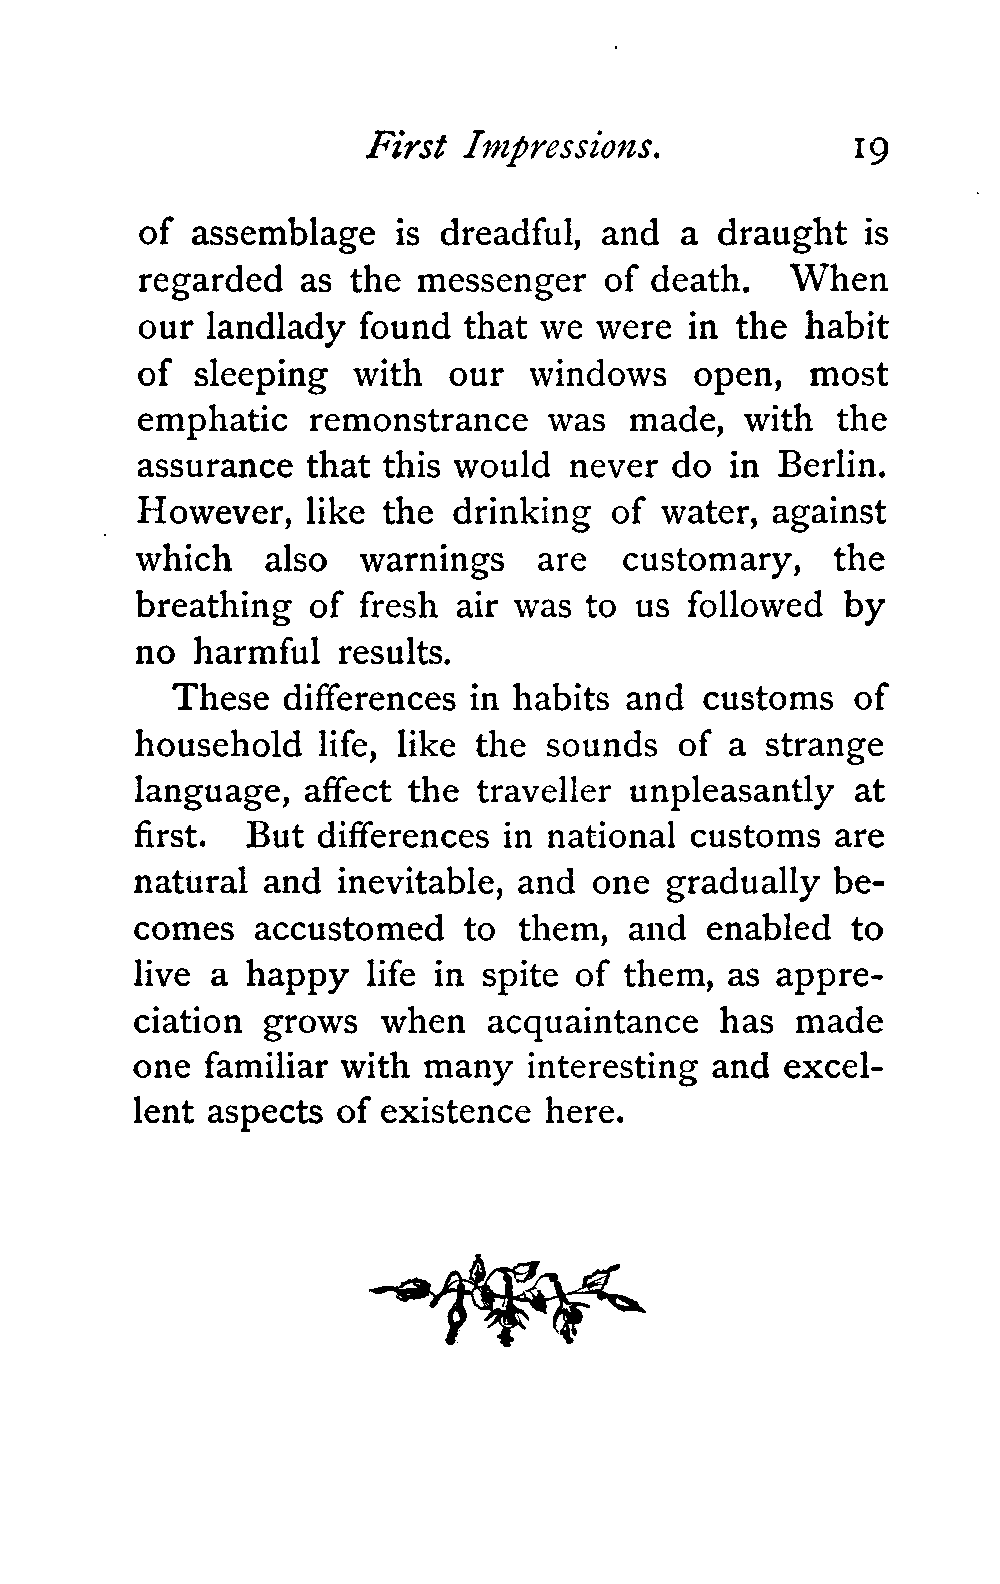 First Impressions. 19
of assemblage is dreadful, and a draught is
regarded as the messenger of death. When
our landlady found that we were in the habit
of sleeping with our windows open, most
emphatic remonstrance was made, with the
assurance that this would never do in Berlin.
However, like the drinking of water, against
which also warnings are customary, the
breathing of fresh air was to us followed by
no harmful results.
These differences in habits and customs of
household life, like the sounds of a strange
language, affect the traveller unpleasantly at
first. But differences in national customs are
natural and inevitable, and one gradually be-
comes accustomed to them, and enabled to
live a happy life in spite of them, as appre-
ciation grows when acquaintance has made
one familiar with many interesting and excel-
lent aspects of existence here.